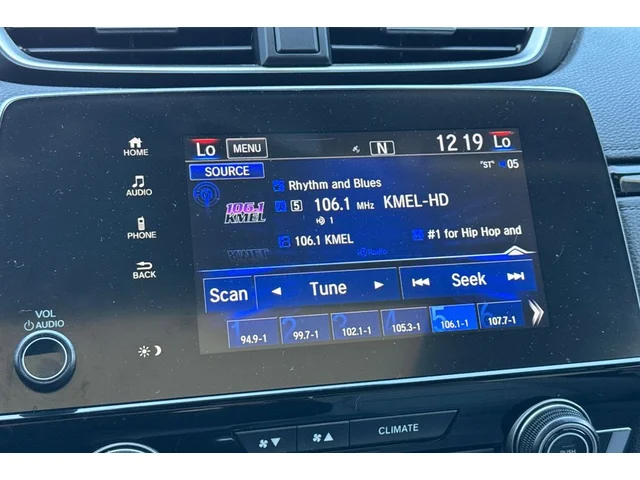 Lo MENU N 12 19 Lo
SOURCE "ST" 05
HOME
AUDIO
PHONE
BACK
VOL
AUDIO
Rhythm and Blues
106.1 KMEL
5 106.1 MHz KMEL-HD
1
106.1 KMEL #1 for Hip Hop and
Scan Tune Seek
1 2 3 4 5 6
94.9-1 99.7-1 102.1-1 105.3-1 106.1-1 107.7-1
CLIMATE
PUSH